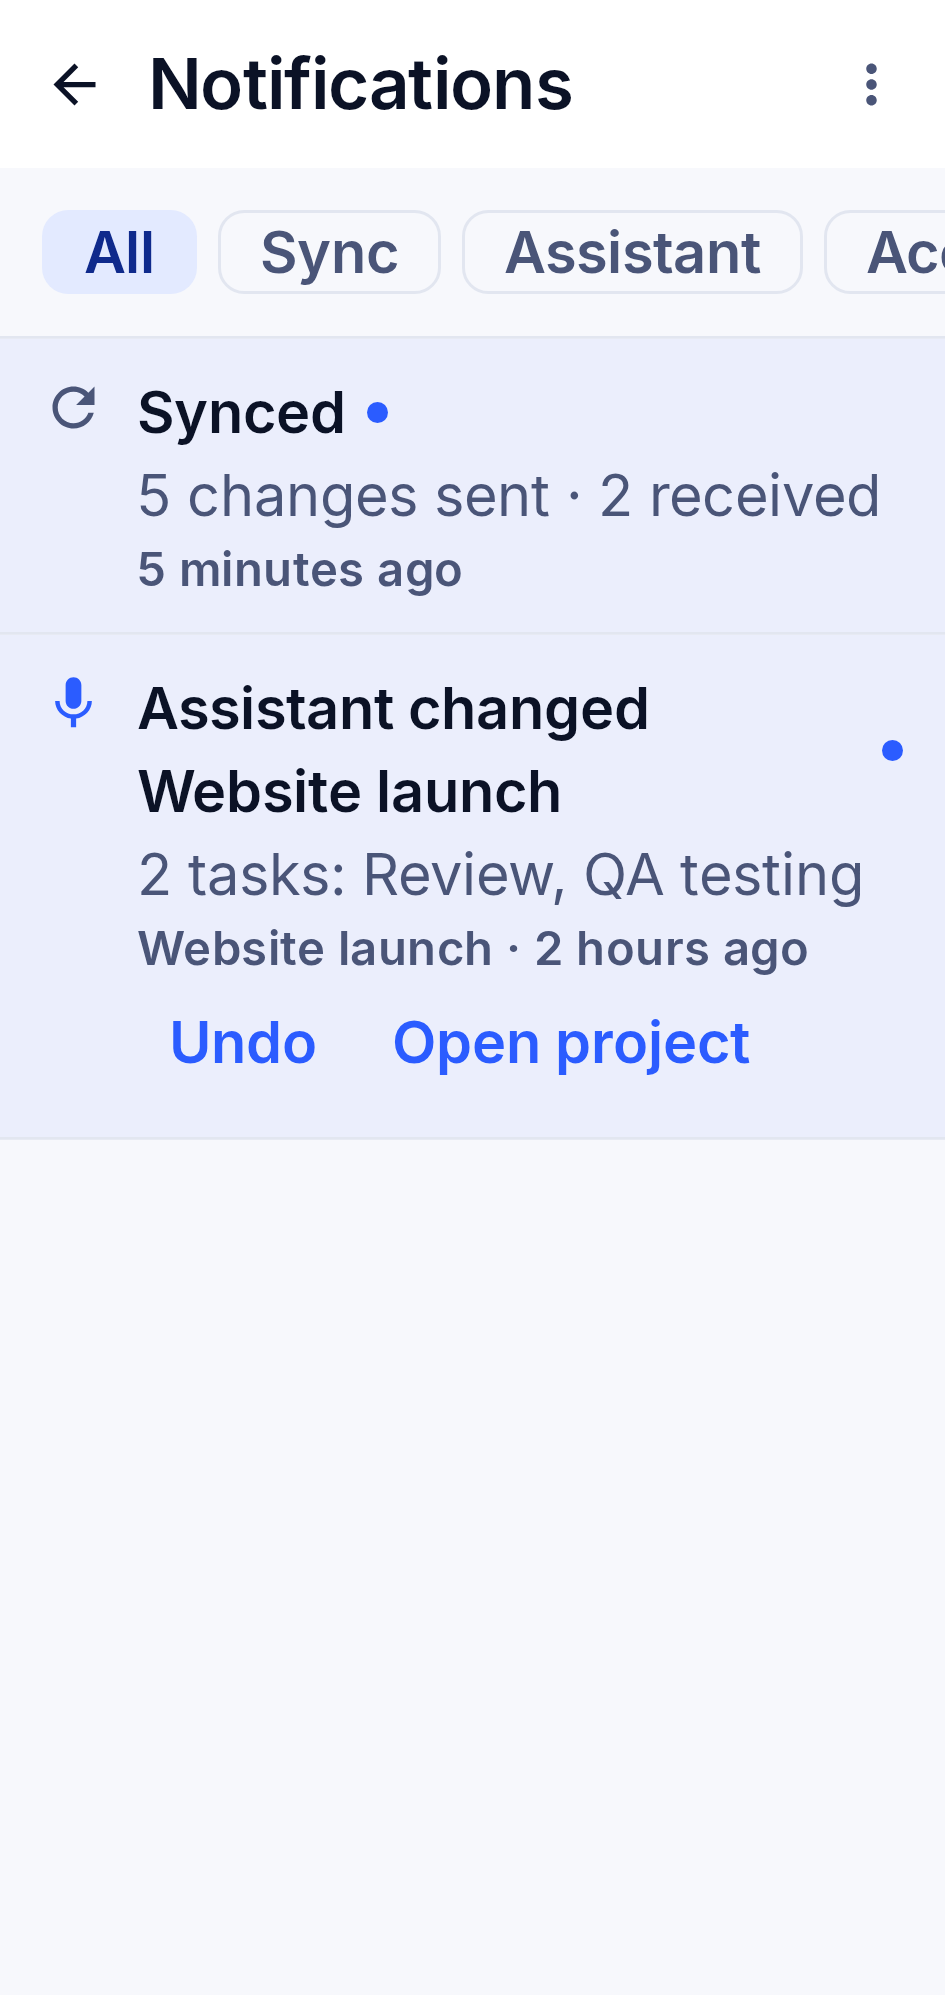 Notifications
All Sync Assistant Acc
Synced
5 changes sent · 2 received
5 minutes ago
Assistant changed
Website launch
2 tasks: Review, QA testing
Website launch · 2 hours ago
Undo Open project